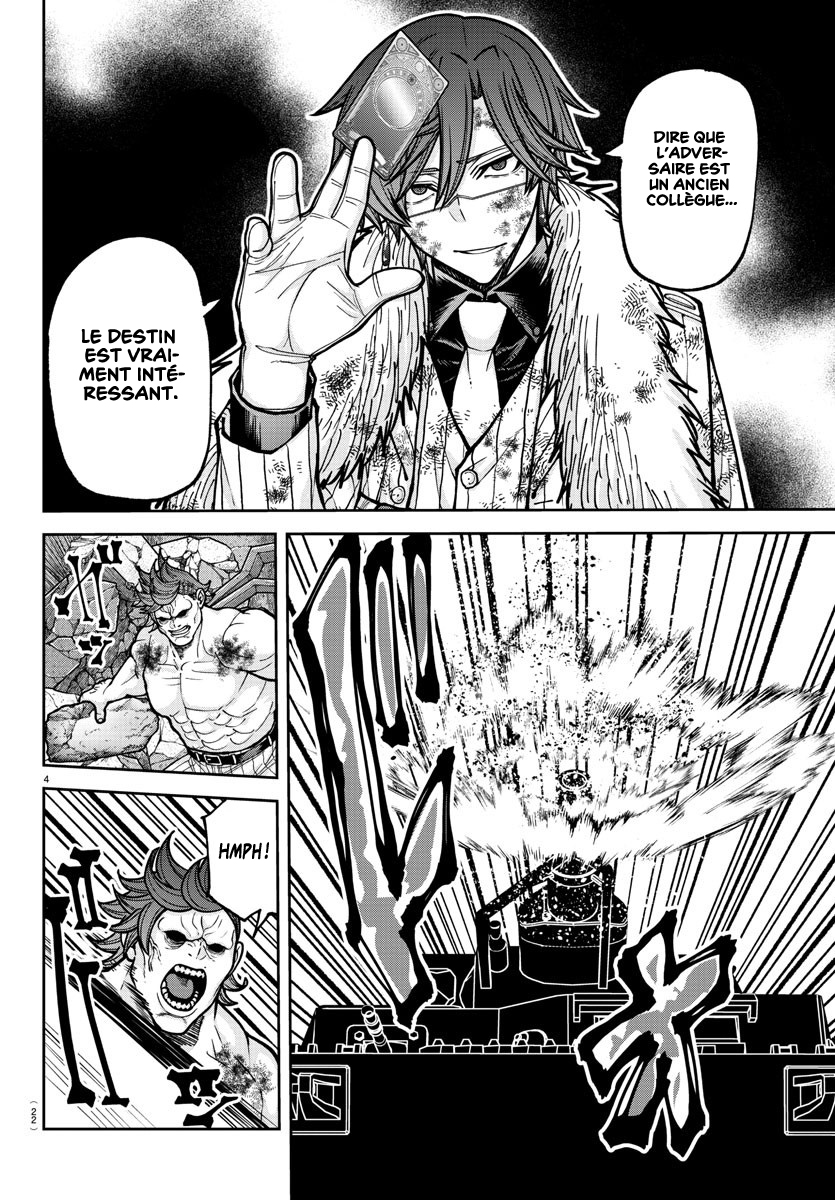 DIRE QUE
L'ADVER-
SAIRE EST
UN ANCIEN
COLLÈGUE...
LE DESTIN
EST VRAI-
MENT INTÉ-
RESSANT.
4
HMPH!
(22)